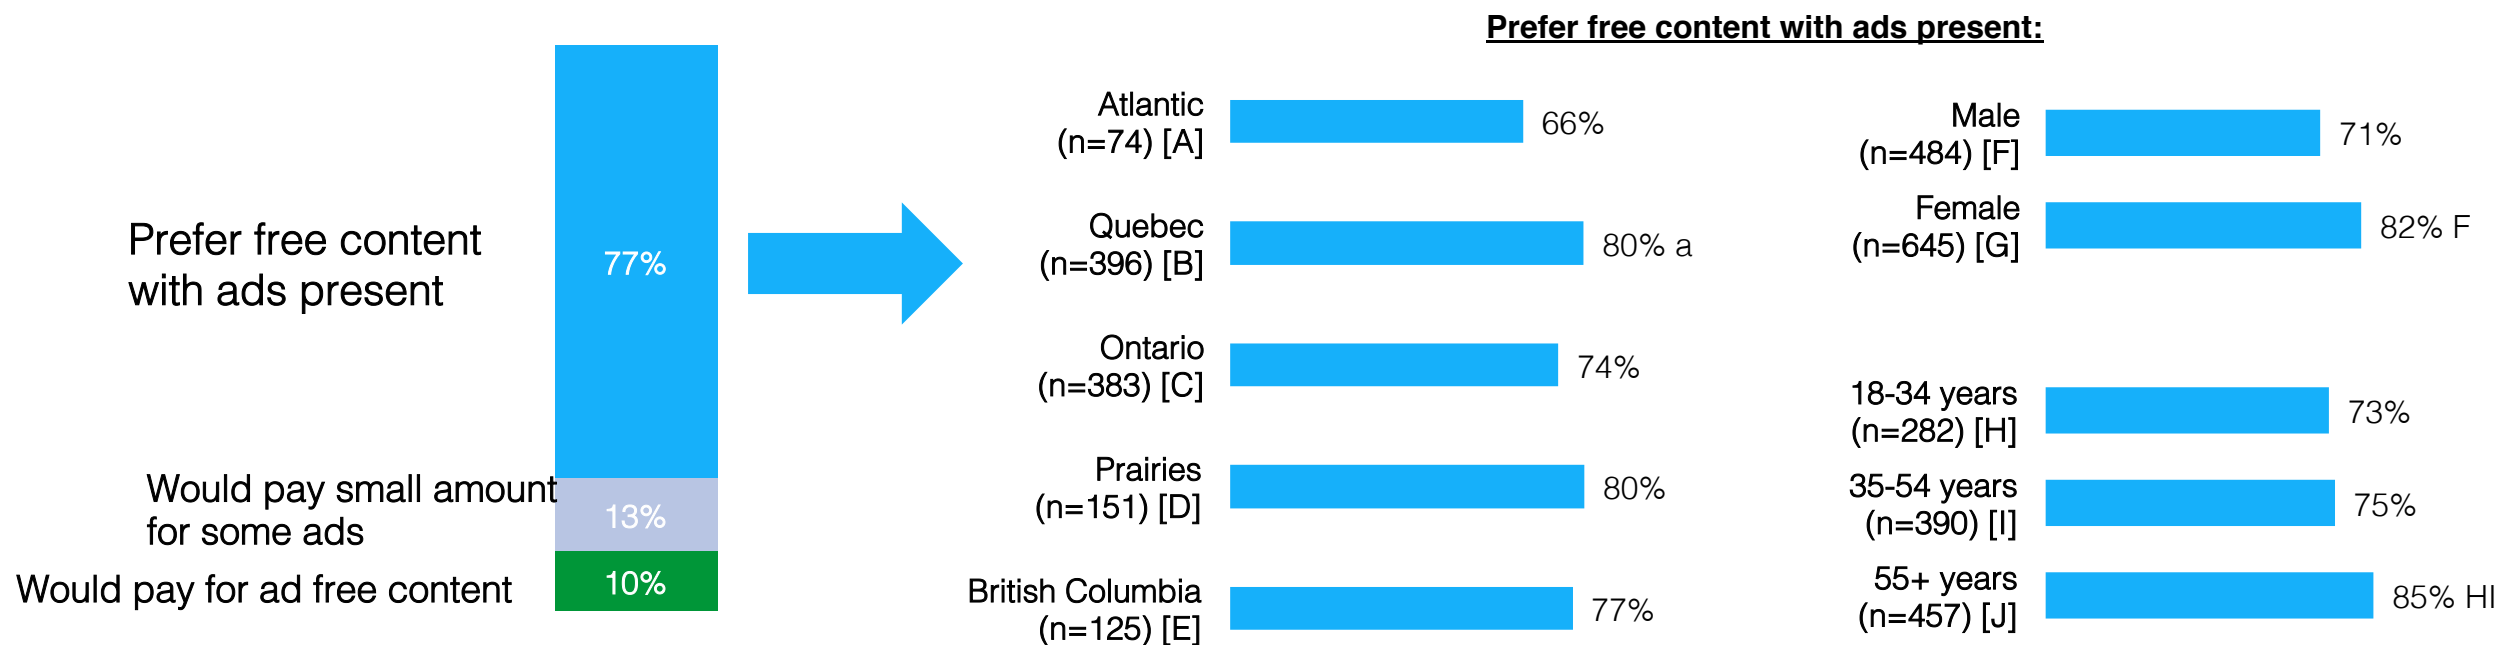 Prefer free content with ads present:
Prefer free content
with ads present
77%
Would pay small amount
for some ads
13%
Would pay for ad free content
10%
Atlantic
(n=74) [A]
66%
Quebec
(n=396) [B]
80% a
Ontario
(n=383) [C]
74%
Prairies
(n=151) [D]
80%
British Columbia
(n=125) [E]
77%
Male
(n=484) [F]
71%
Female
(n=645) [G]
82% F
18-34 years
(n=282) [H]
73%
35-54 years
(n=390) [I]
75%
55+ years
(n=457) [J]
85% HI